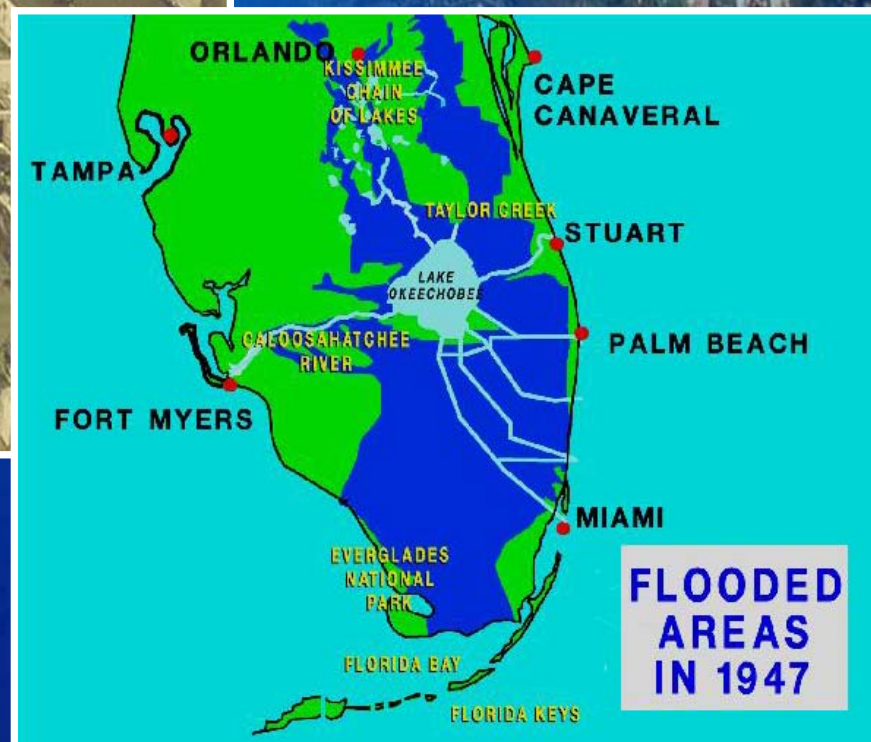 ORLANDO
KISSIMMEE
CHAIN
OF LAKES
CAPE
CANAVERAL
TAMPA
TAYLOR CREEK
STUART
LAKE
OKEECHOBEE
CALOOSAHATCHEE
RIVER
PALM BEACH
FORT MYERS
MIAMI
EVERGLADES
NATIONAL
PARK
FLOODED
AREAS
IN 1947
FLORIDA BAY
FLORIDA KEYS